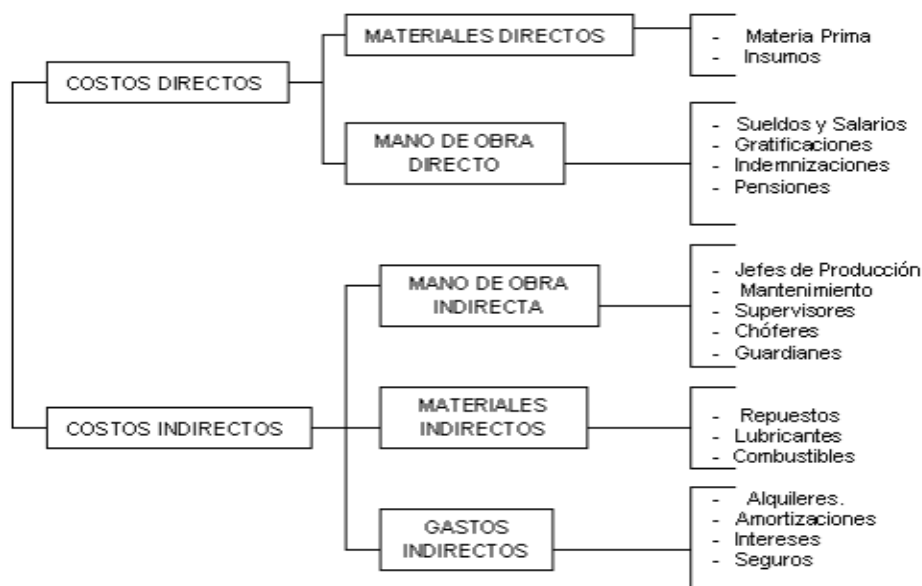 COSTOS DIRECTOS
MATERIALES DIRECTOS
- Materia Prima
- Insumos
MANO DE OBRA
DIRECTO
- Sueldos y Salarios
- Gratificaciones
- Indemnizaciones
- Pensiones
COSTOS INDIRECTOS
MANO DE OBRA
INDIRECTA
- Jefes de Producción
- Mantenimiento
- Supervisores
- Chóferes
- Guardianes
MATERIALES
INDIRECTOS
- Repuestos
- Lubricantes
- Combustibles
GASTOS
INDIRECTOS
- Alquileres.
- Amortizaciones
- Intereses
- Seguros